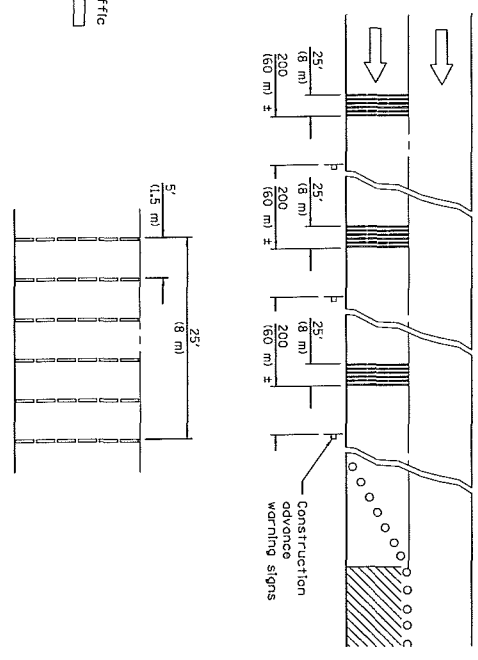 25'
(8 m)
200
(60 m) ±
25'
(8 m)
200
(60 m) ±
25'
(8 m)
200
(60 m) ±
Construction
advance
warning signs
5'
(1.5 m)
25'
(8 m)
ffic